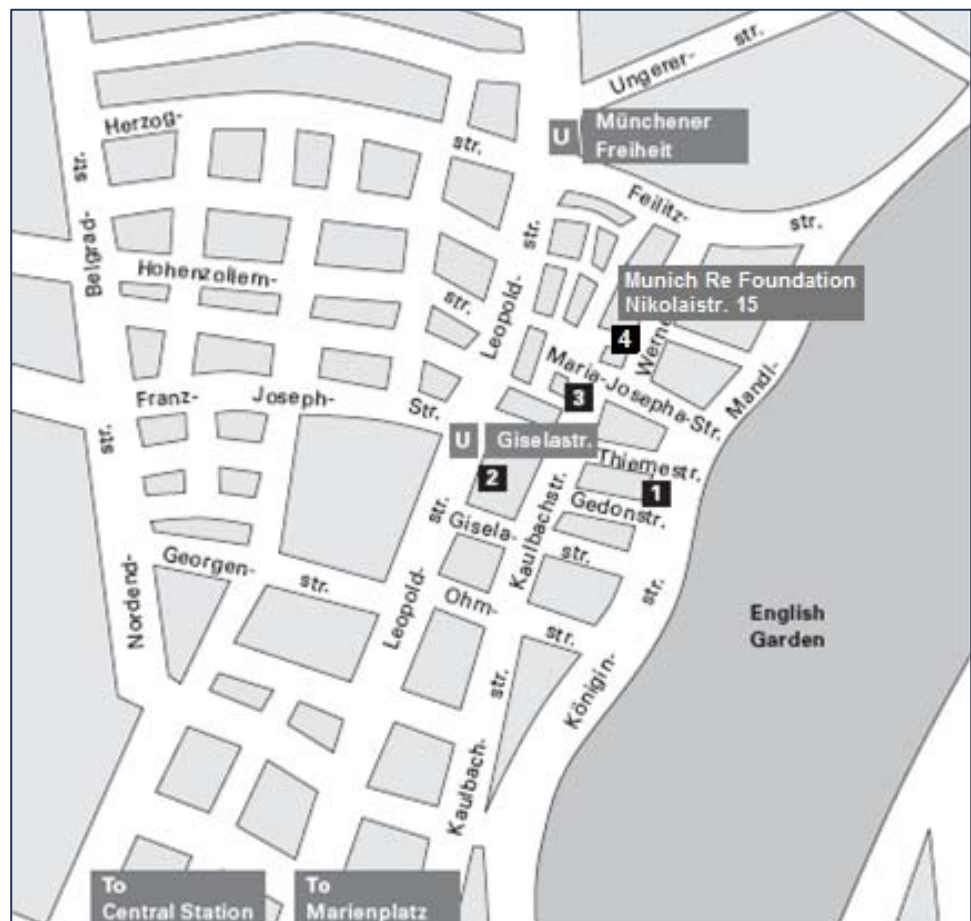 Ungerer-
str.
U
Münchener
Freiheit
Herzog-
str.
str.
Belgrad-
Feilitz-
str.
str.
Hohenzollern-
str.
Leopold-
Munich Re Foundation
Nikolaistr. 15
4
Werne
Maria-Josepha-Str.
Mandl-
3
Franz-
Joseph-
Str.
str.
U
Giselastr.
2
Thiemestr.
1
Gedonstr.
str.
Gisela-
str.
Kaulbachstr.
Georgen-
str.
Nordend-
Leopold-
Ohm-
str.
str.
English
Garden
Königin-
str.
Kaulbach-
To
Central Station
To
Marienplatz